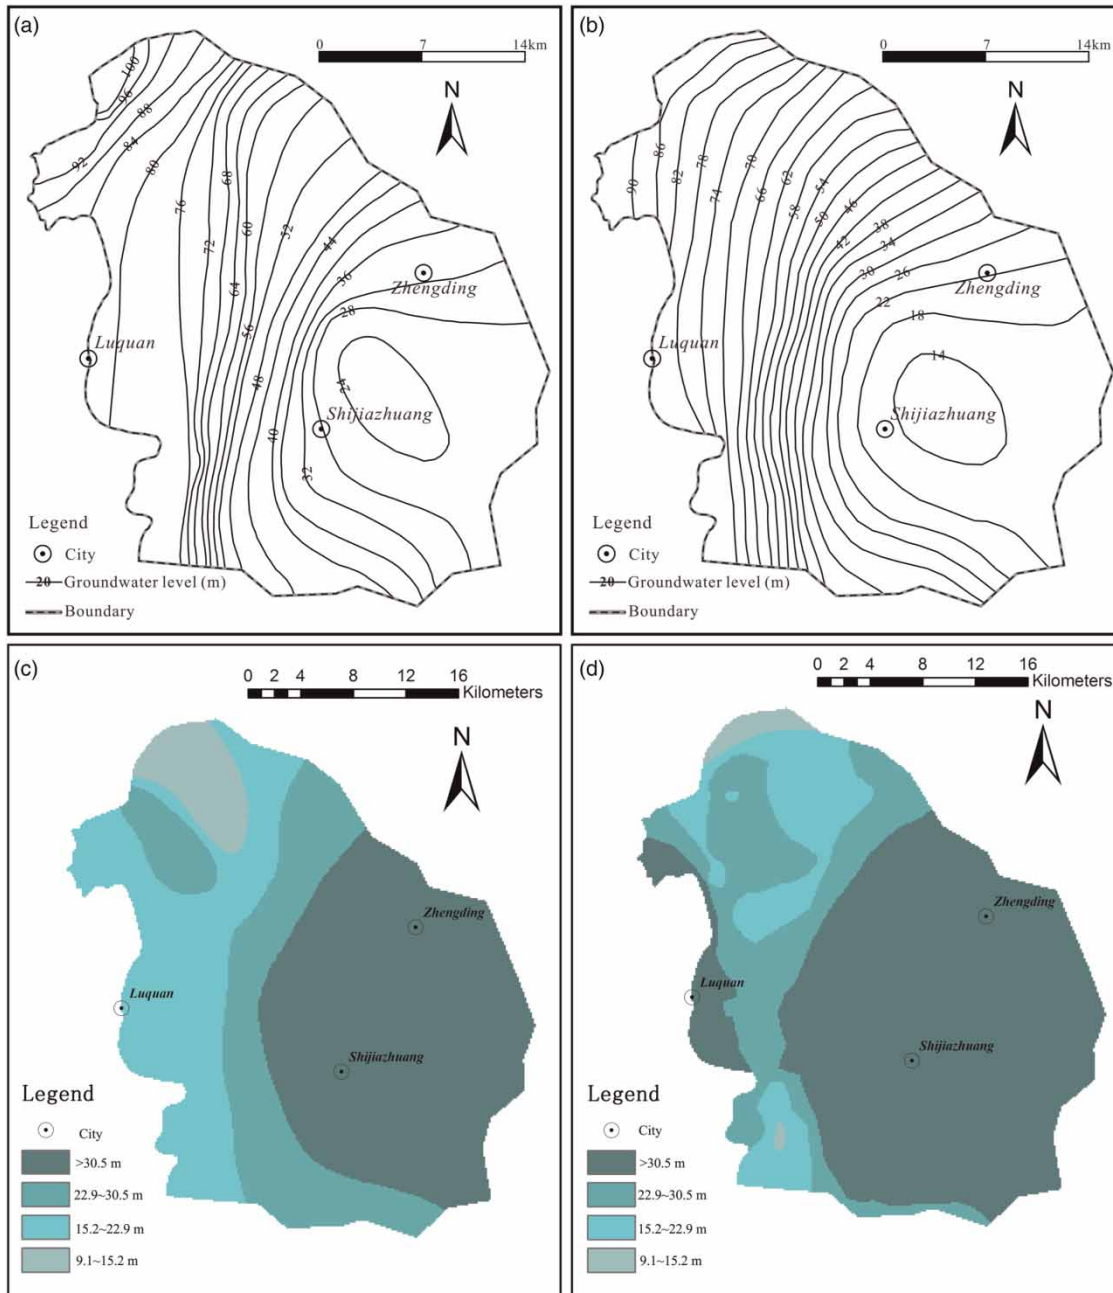 (a)
0 7 14km
N
100
96
88
92
84
80
76
68
72
60
52
64
56
44
36
28
48
24
40
32
Zhengding
Luquan
Shijiazhuang
Legend
City
20 Groundwater level (m)
Boundary
(b)
0 7 14km
N
86
90
82
78
74
70
66
62
58
54
50
46
42
38
34
30
26
22
18
14
Zhengding
Luquan
Shijiazhuang
Legend
City
20 Groundwater level (m)
Boundary
(c)
0 2 4 8 12 16
Kilometers
N
Zhengding
Luquan
Shijiazhuang
Legend
City
>30.5 m
22.9~30.5 m
15.2~22.9 m
9.1~15.2 m
(d)
0 2 4 8 12 16
Kilometers
N
Zhengding
Luquan
Shijiazhuang
Legend
City
>30.5 m
22.9~30.5 m
15.2~22.9 m
9.1~15.2 m